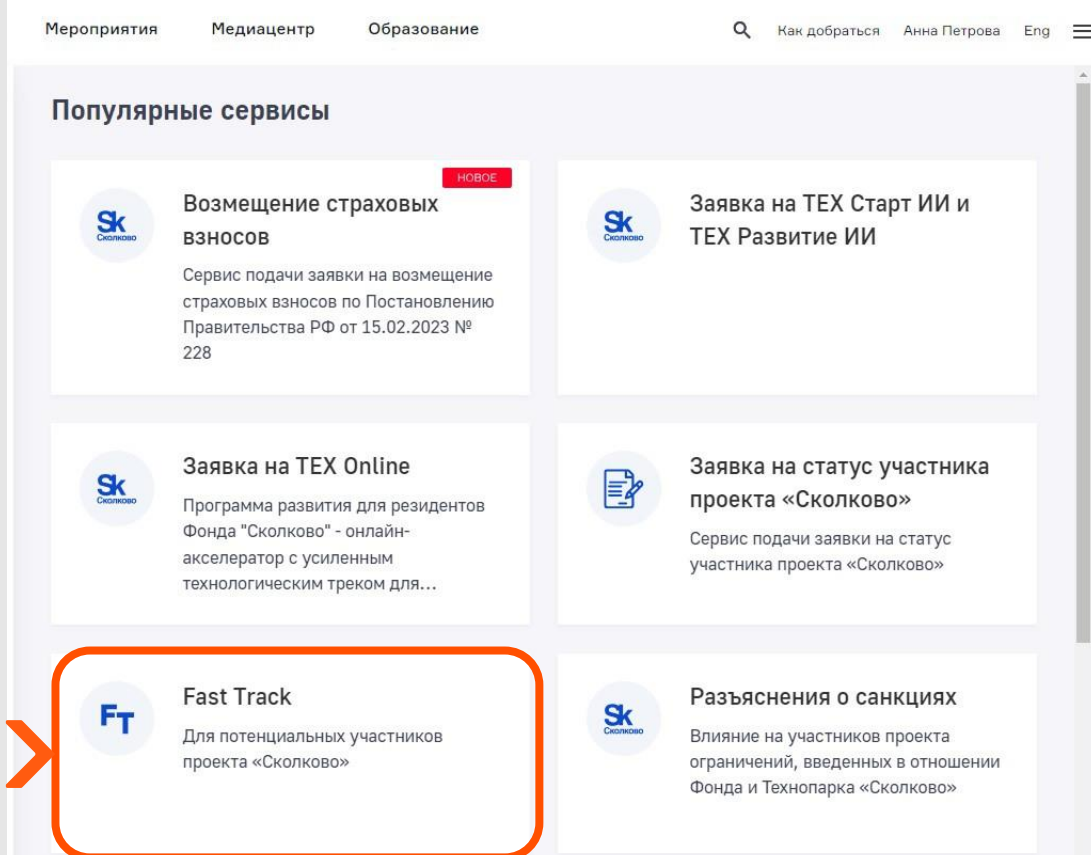 Мероприятия Медиацентр Образование Как добраться Анна Петрова Eng
Популярные сервисы
НОВОЕ
Sk
Сколково
Возмещение страховых
взносов
Сервис подачи заявки на возмещение
страховых взносов по Постановлению
Правительства РФ от 15.02.2023 №
228
Sk
Сколково
Заявка на ТЕХ Старт ИИ и
ТЕХ Развитие ИИ
Sk
Сколково
Заявка на TEX Online
Программа развития для резидентов
Фонда "Сколково" - онлайн-
акселератор с усиленным
технологическим треком для...
Заявка на статус участника
проекта «Сколково»
Сервис подачи заявки на статус
участника проекта «Сколково»
FT
Fast Track
Для потенциальных участников
проекта «Сколково»
Sk
Сколково
Разъяснения о санкциях
Влияние на участников проекта
ограничений, введенных в отношении
Фонда и Технопарка «Сколково»